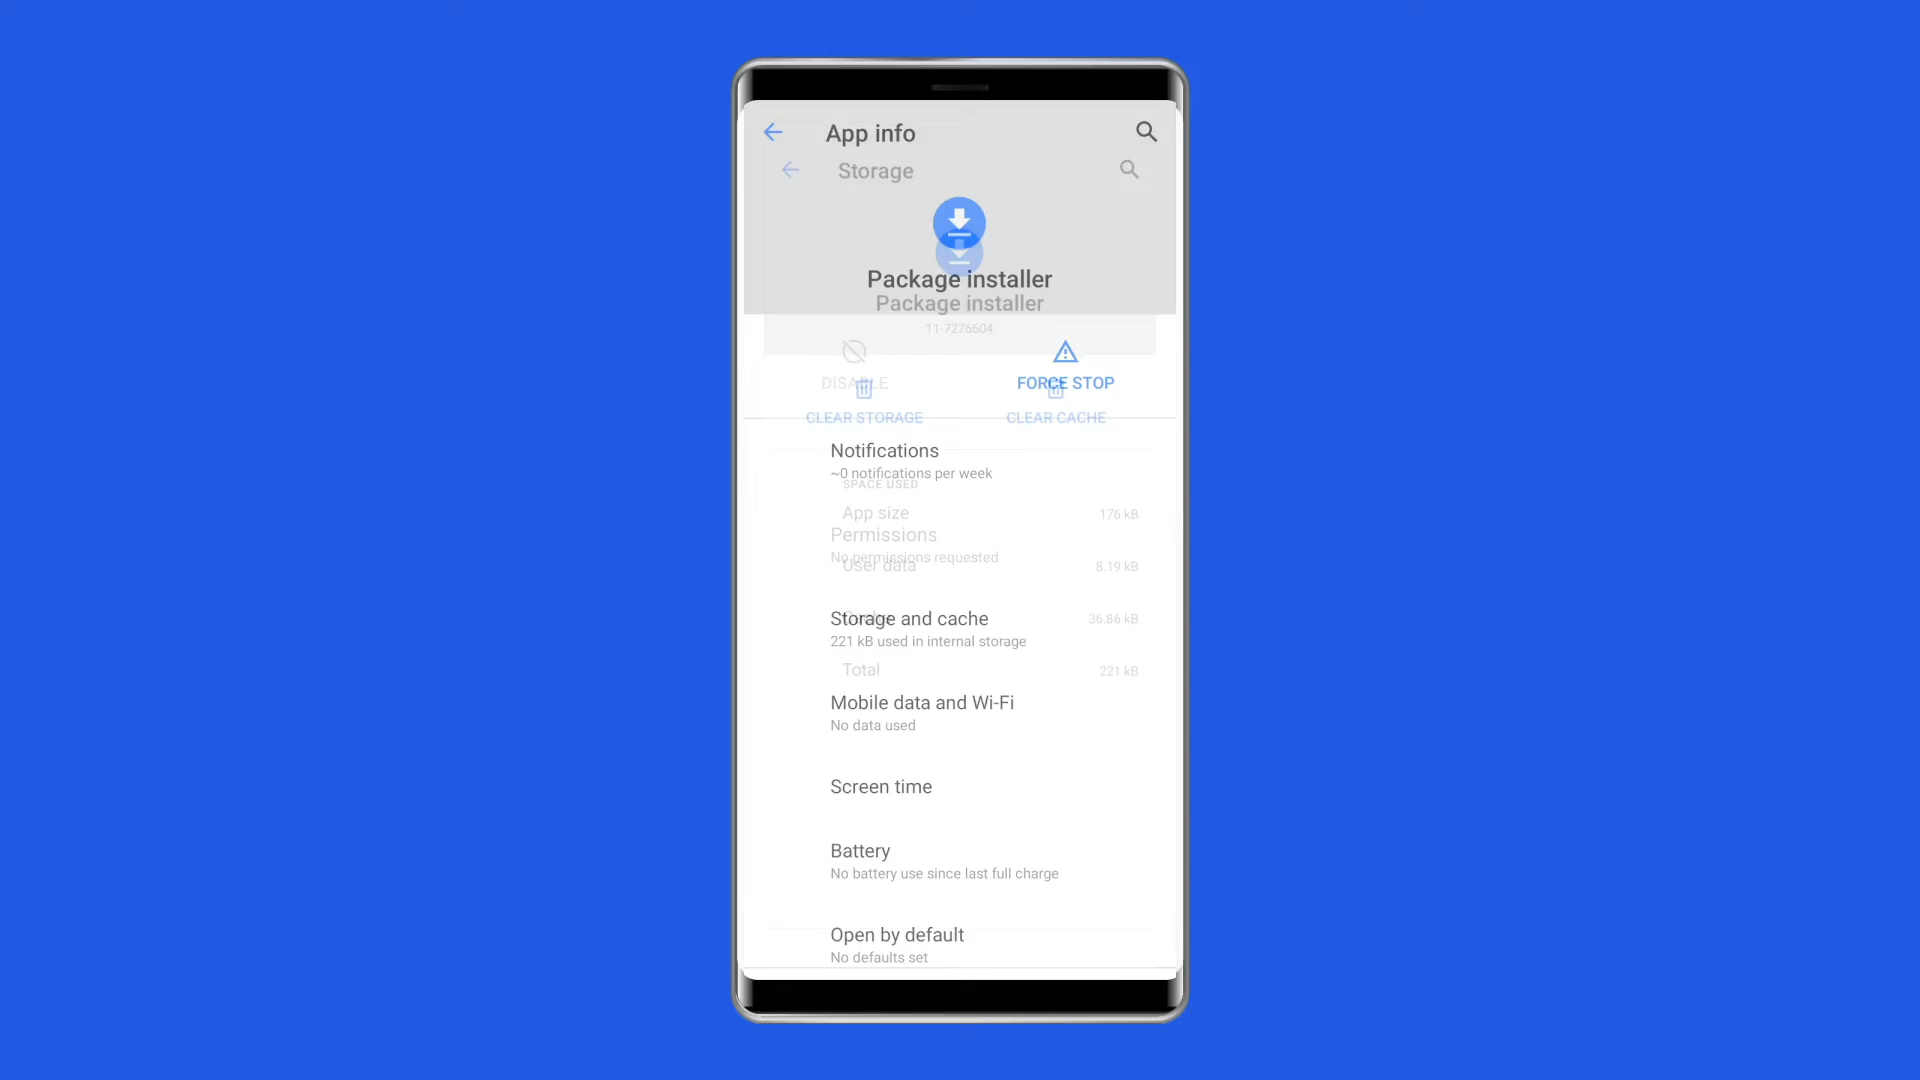 App info
Storage
Package installer
Package installer
11-7276604
DISABLE
FORCE STOP
CLEAR STORAGE
CLEAR CACHE
Notifications
~0 notifications per week
SPACE USED
App size 176 kB
Permissions
No permissions requested
User data 8.19 kB
Storage and cache
Cache 36.86 kB
221 kB used in internal storage
Total 221 kB
Mobile data and Wi-Fi
No data used
Screen time
Battery
No battery use since last full charge
Open by default
No defaults set